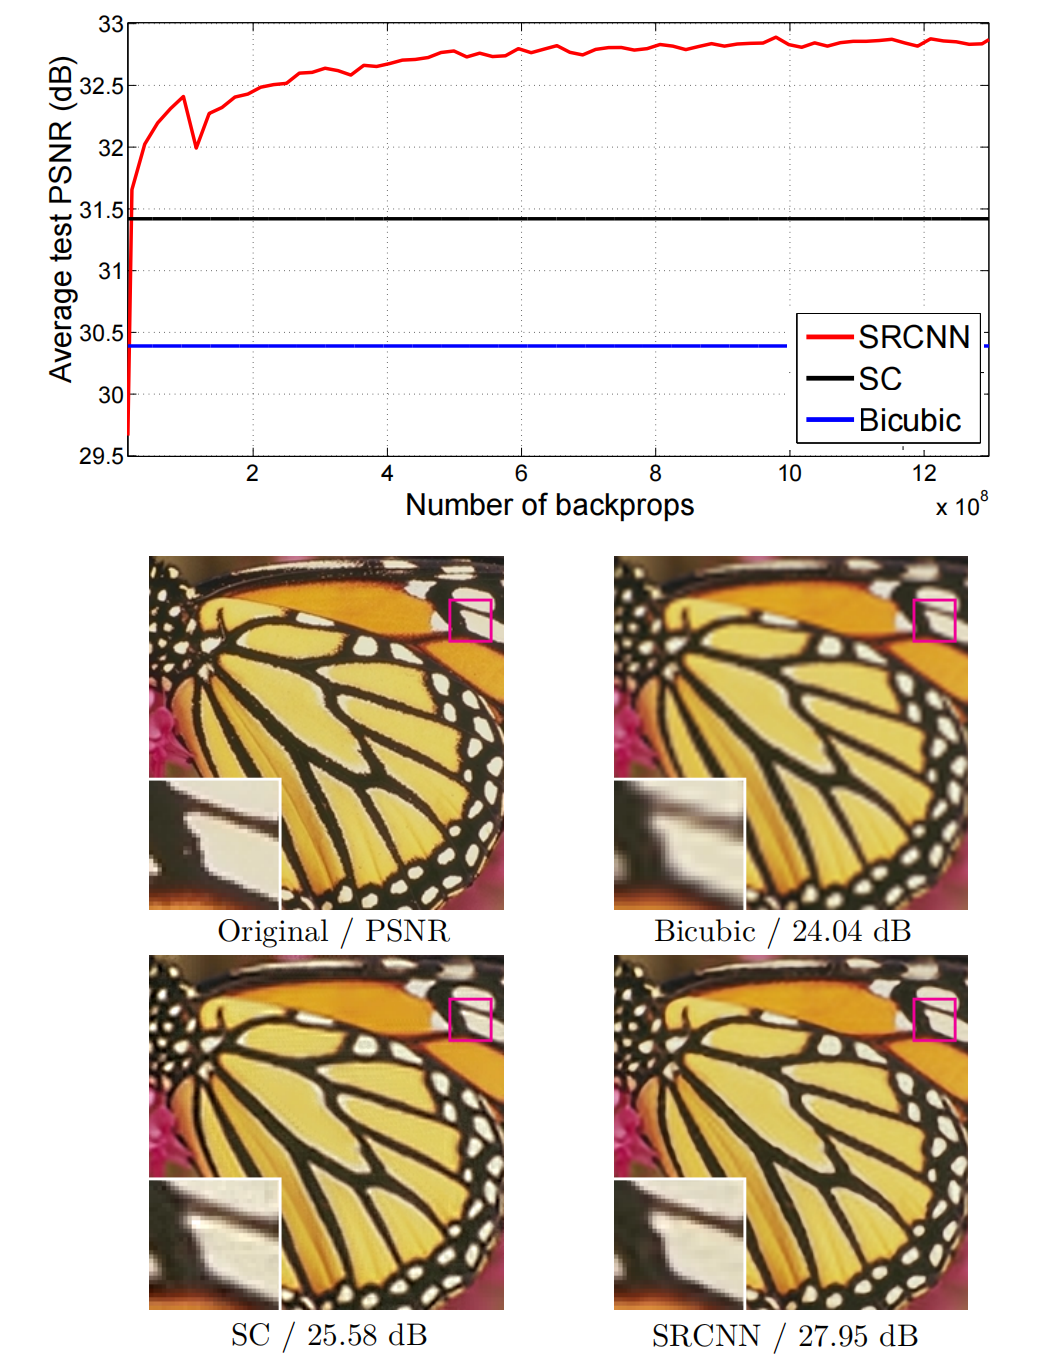 33
32.5
32
31.5
31
30.5
30
29.5
Average test PSNR (dB)
SRCNN
SC
Bicubic
2 4 6 8 10 12
Number of backprops
x 10⁸
Original / PSNR
Bicubic / 24.04 dB
SC / 25.58 dB
SRCNN / 27.95 dB